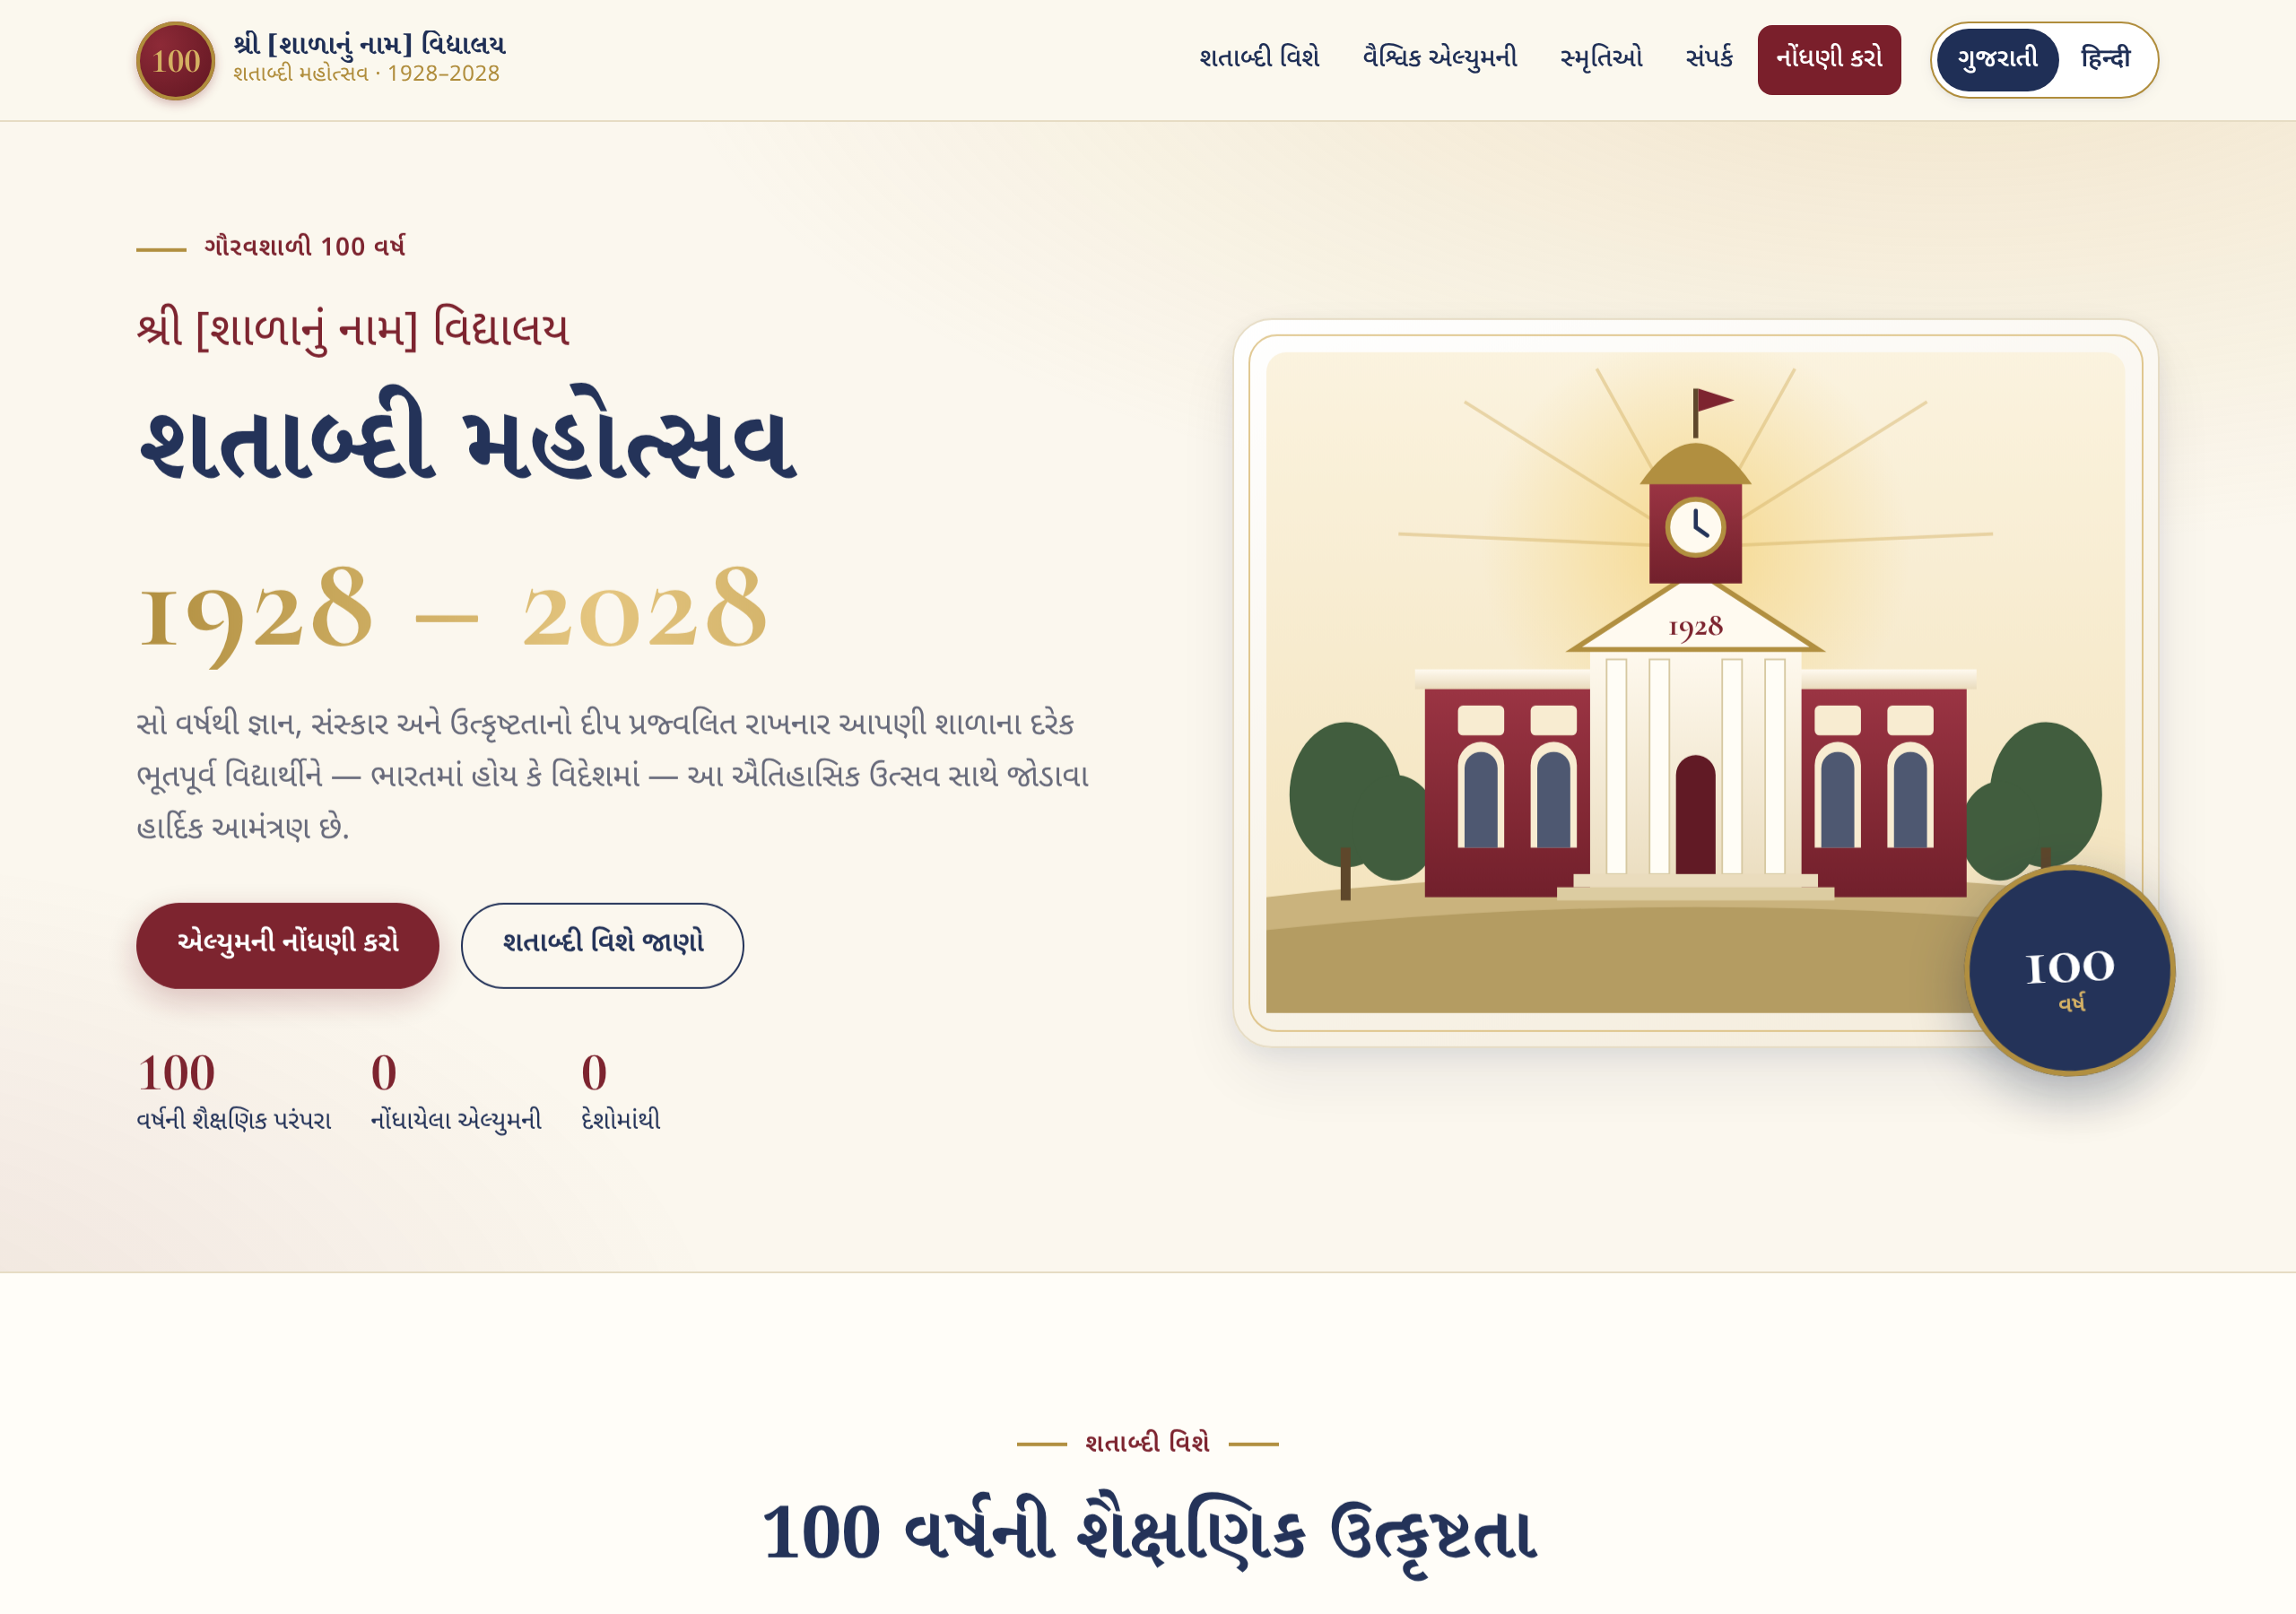 100
શ્રી [શાળાનું નામ] વિદ્યાલય
શતાબ્દી મહોત્સવ · 1928–2028
શતાબ્દી વિશે
વૈશ્વિક એલ્યુમની
સ્મૃતિઓ
સંપર્ક
નોંધણી કરો
ગુજરાતી
हिन्दी
ગૌરવશાળી 100 વર્ષ
શ્રી [શાળાનું નામ] વિદ્યાલય
શતાબ્દી મહોત્સવ
1928 — 2028
સો વર્ષથી જ્ઞાન, સંસ્કાર અને ઉત્કૃષ્ટતાનો દીપ પ્રજ્વલિત રાખનાર આપણી શાળાના દરેક
ભૂતપૂર્વ વિદ્યાર્થીને — ભારતમાં હોય કે વિદેશમાં — આ ઐતિહાસિક ઉત્સવ સાથે જોડાવા
હાર્દિક આમંત્રણ છે.
એલ્યુમની નોંધણી કરો
શતાબ્દી વિશે જાણો
100
વર્ષની શૈક્ષણિક પરંપરા
0
નોંધાયેલા એલ્યુમની
0
દેશોમાંથી
1928
100
વર્ષ
શતાબ્દી વિશે
100 વર્ષની શૈક્ષણિક ઉત્કૃષ્ટતા